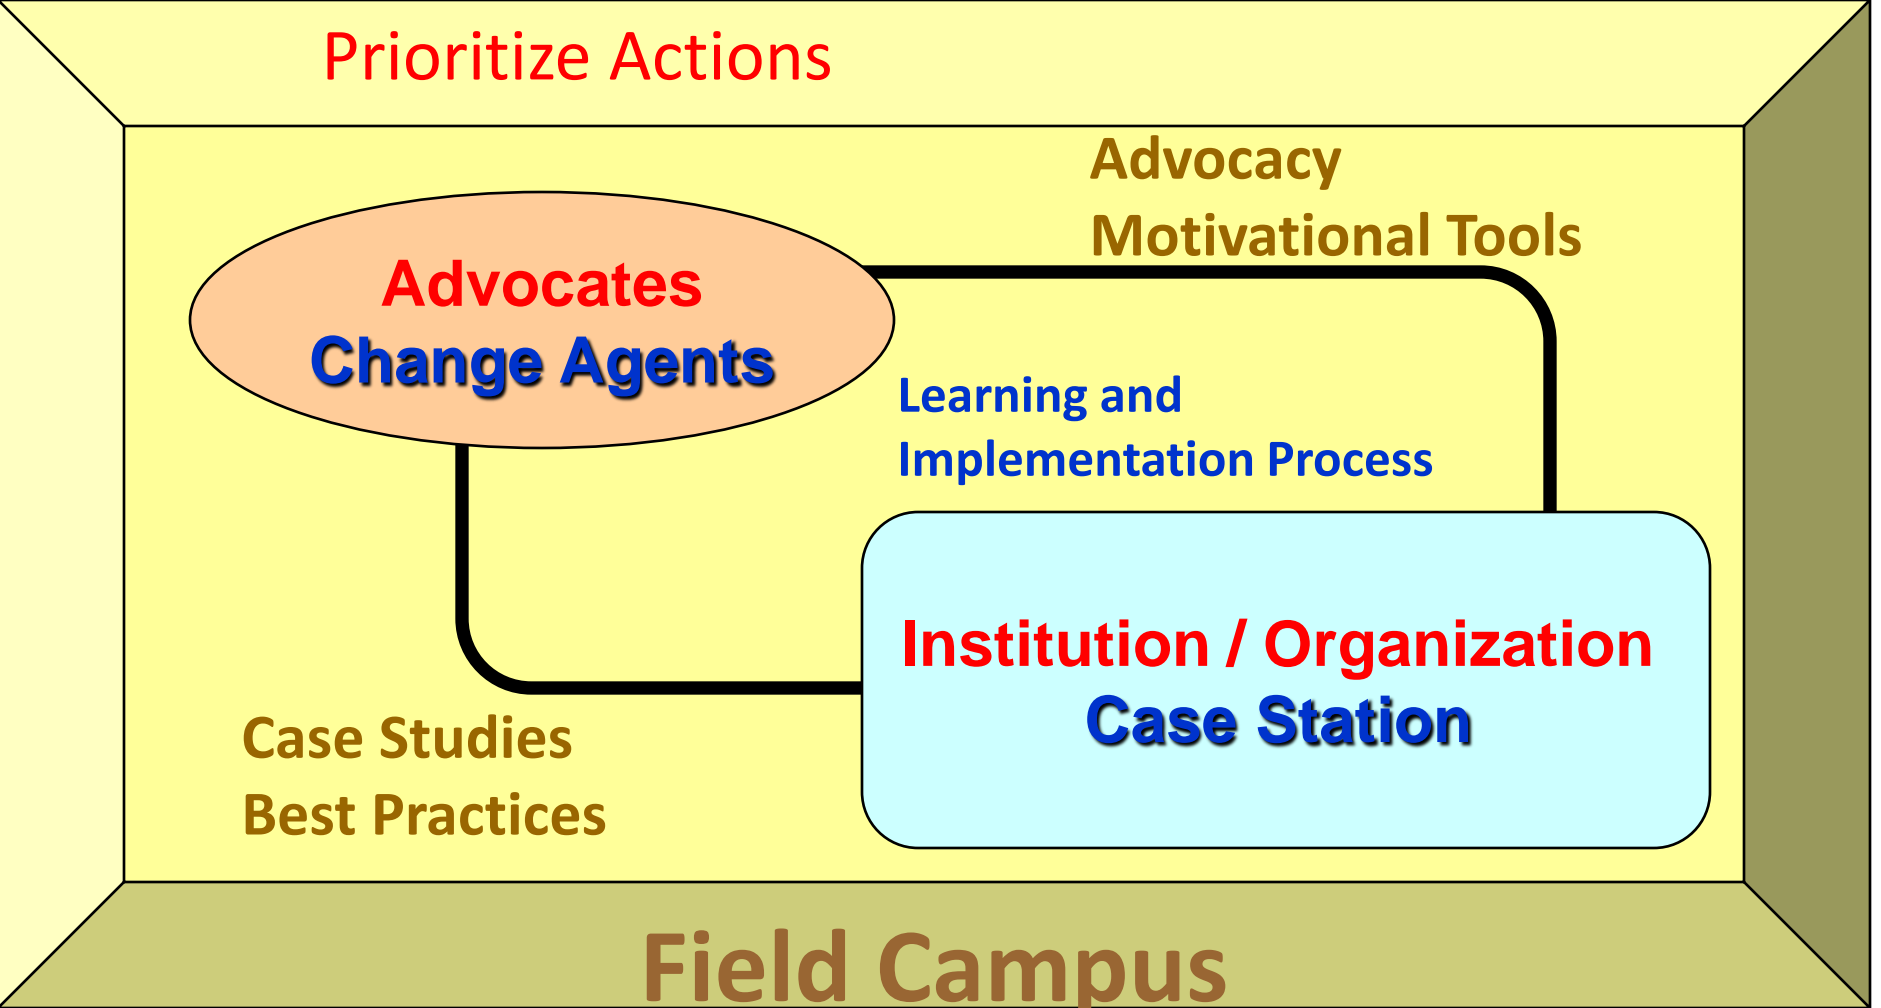 Prioritize Actions
Advocacy
Motivational Tools
Advocates
Change Agents
Learning and
Implementation Process
Institution / Organization
Case Station
Case Studies
Best Practices
Field Campus